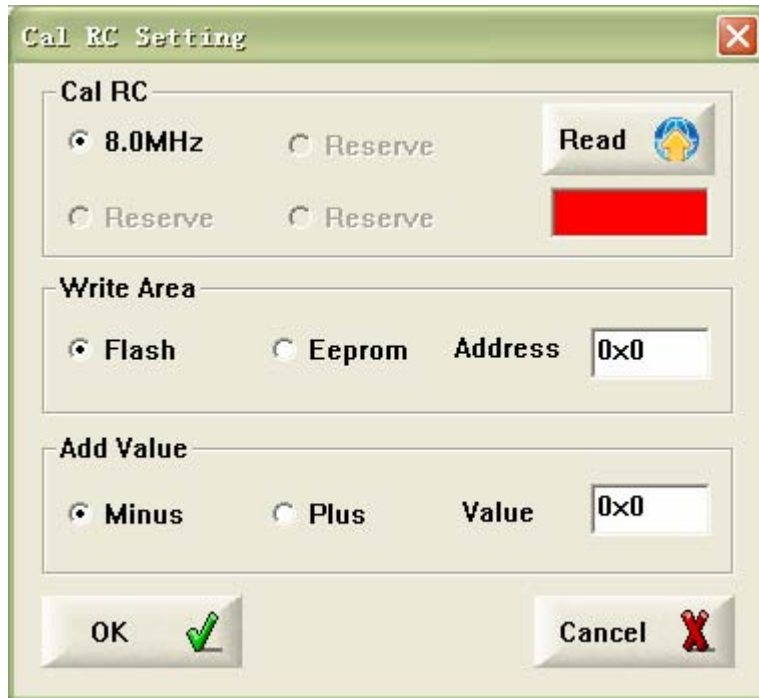 Cal RC Setting
Cal RC
8.0MHz Reserve Read
Reserve Reserve
Write Area
Flash Eeprom Address 0x0
Add Value
Minus Plus Value 0x0
OK Cancel